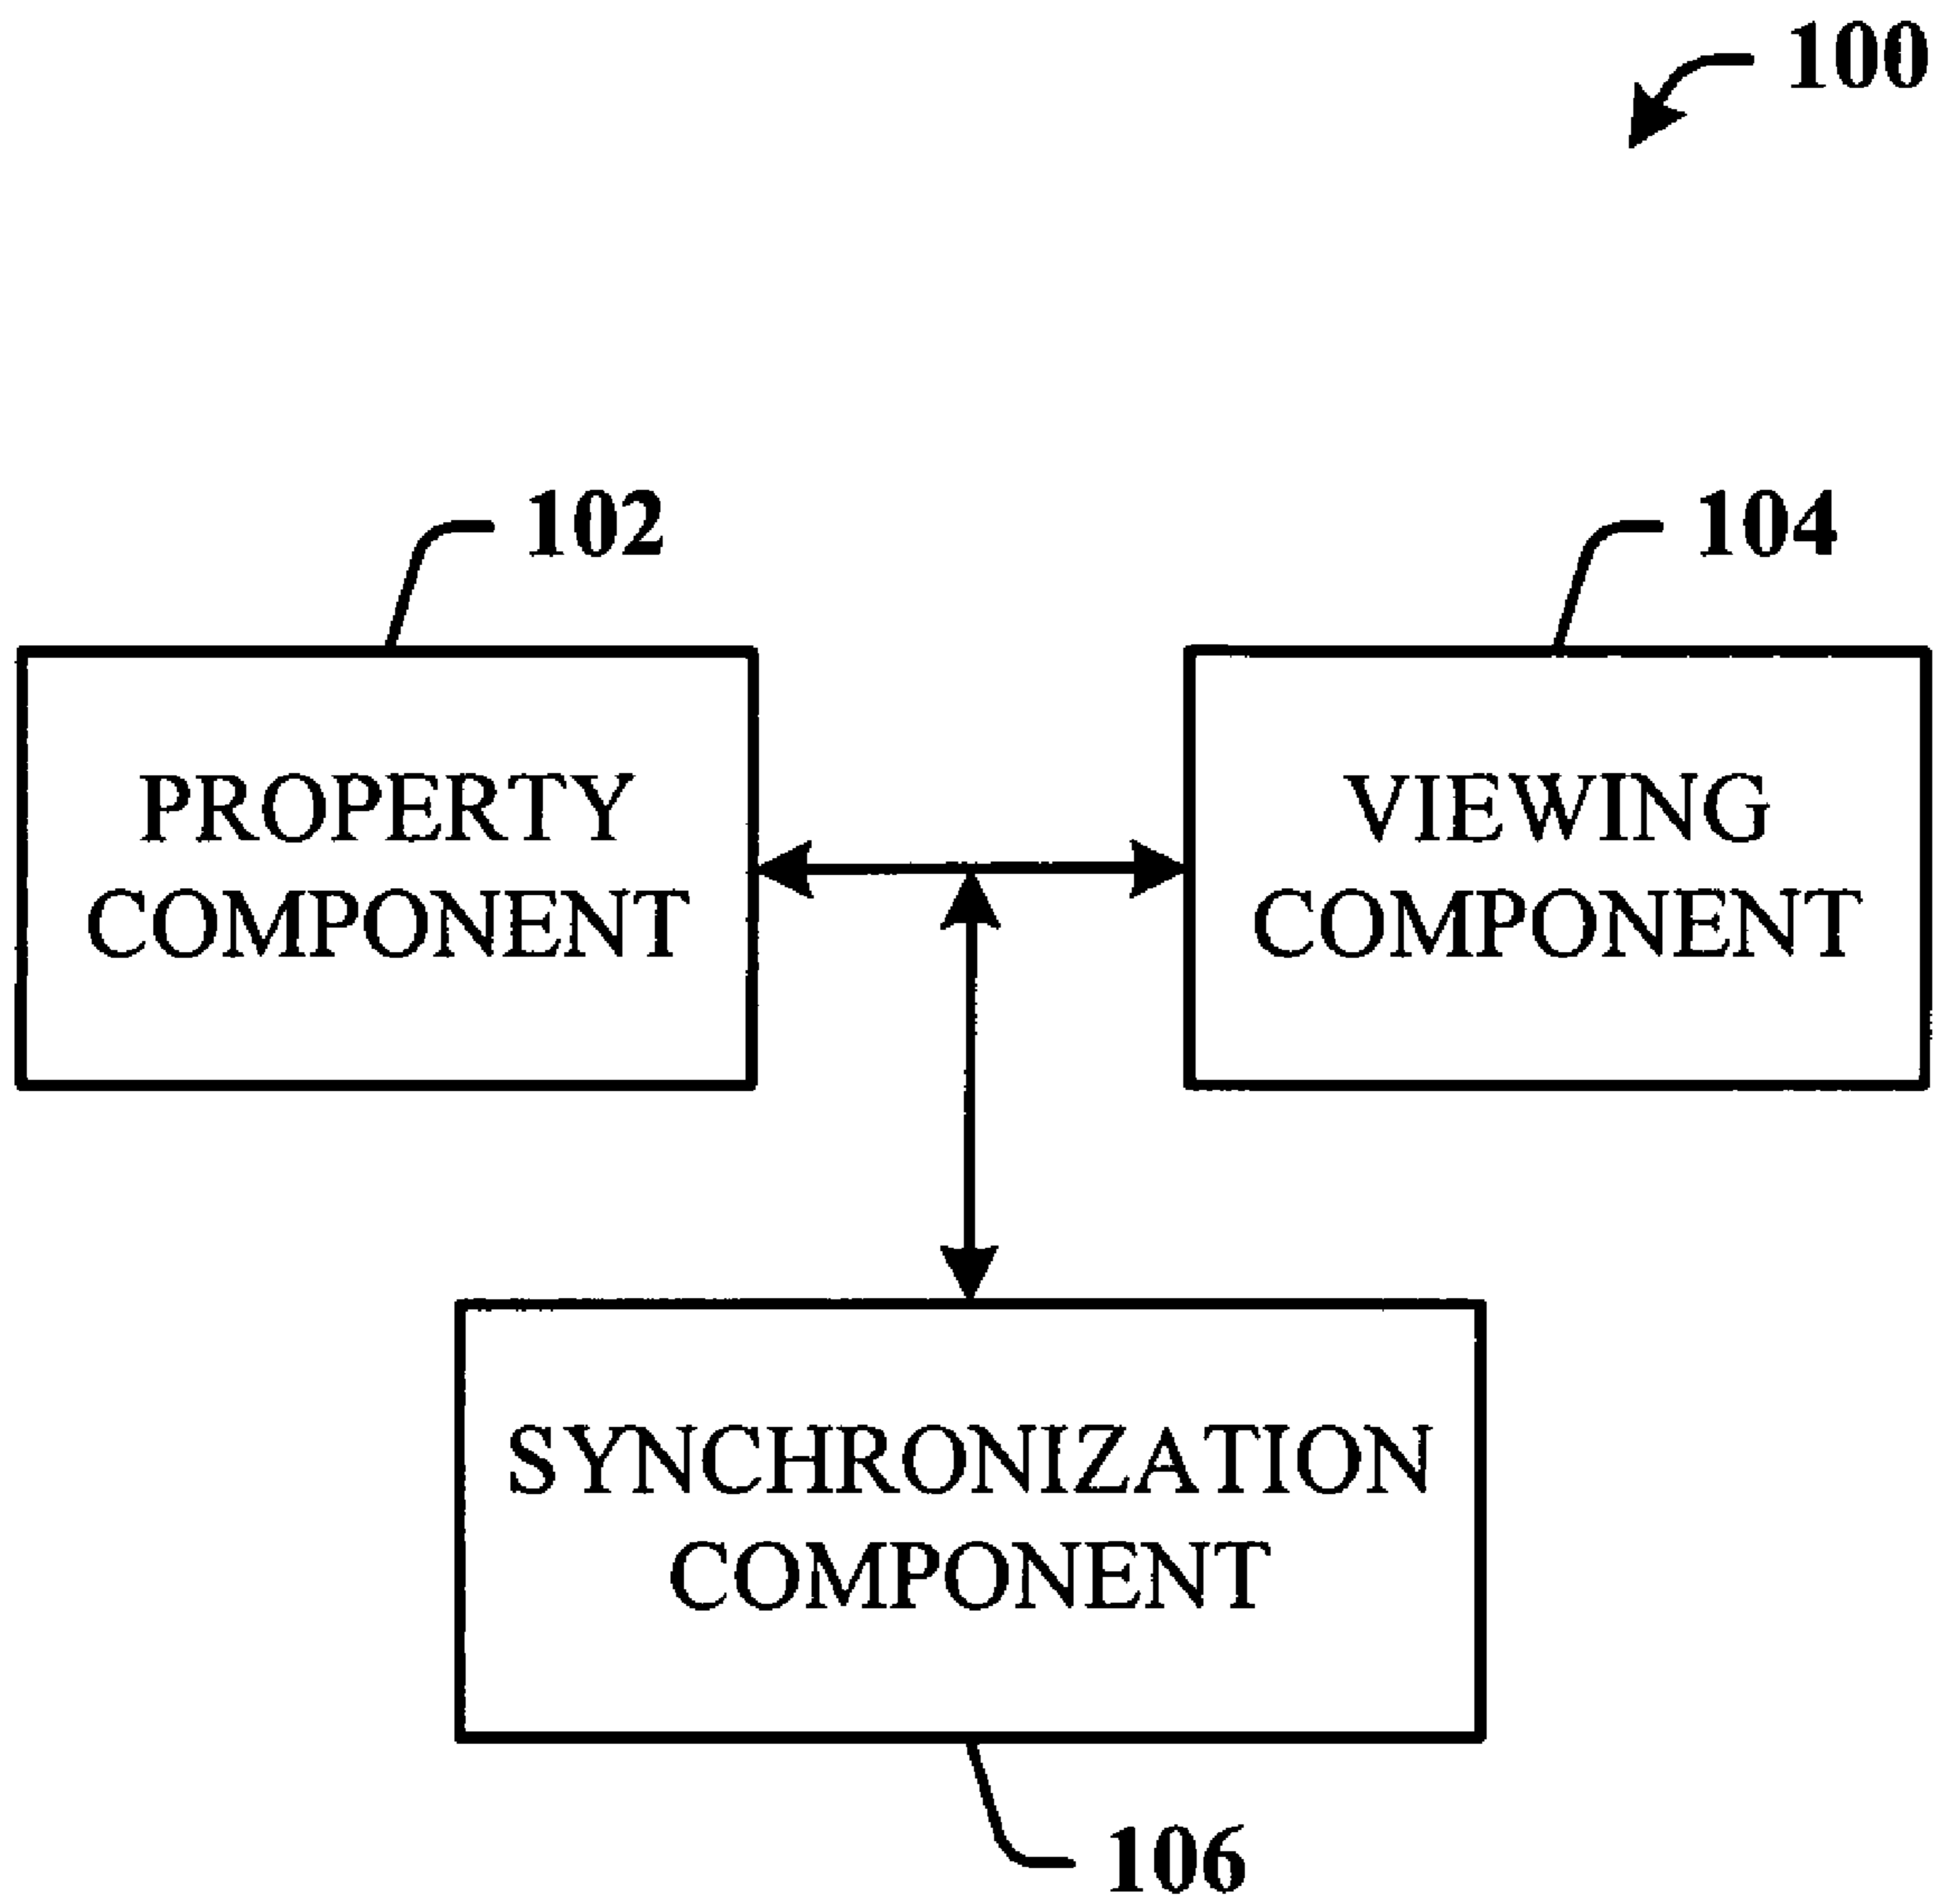 100
102
104
PROPERTY
COMPONENT
VIEWING
COMPONENT
SYNCHRONIZATION
COMPONENT
106